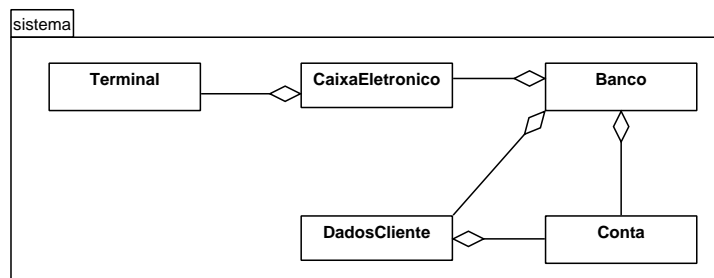 sistema
Terminal
CaixaEletronico
Banco
DadosCliente
Conta